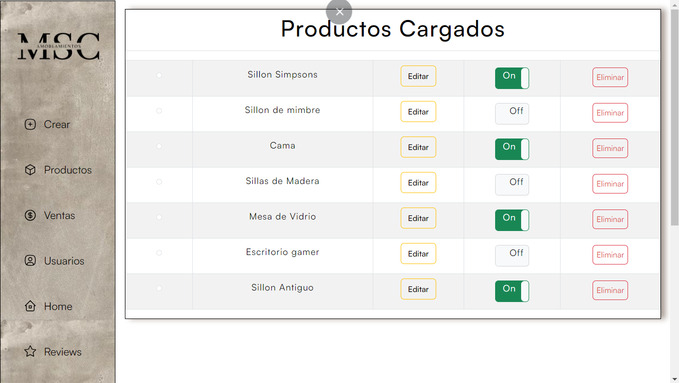 MSC
AMOBLAMIENTOS
Crear
Productos
Ventas
Usuarios
Home
Reviews
Productos Cargados
Sillon Simpsons Editar On Eliminar
Sillon de mimbre Editar Off Eliminar
Cama Editar On Eliminar
Sillas de Madera Editar Off Eliminar
Mesa de Vidrio Editar On Eliminar
Escritorio gamer Editar Off Eliminar
Sillon Antiguo Editar On Eliminar